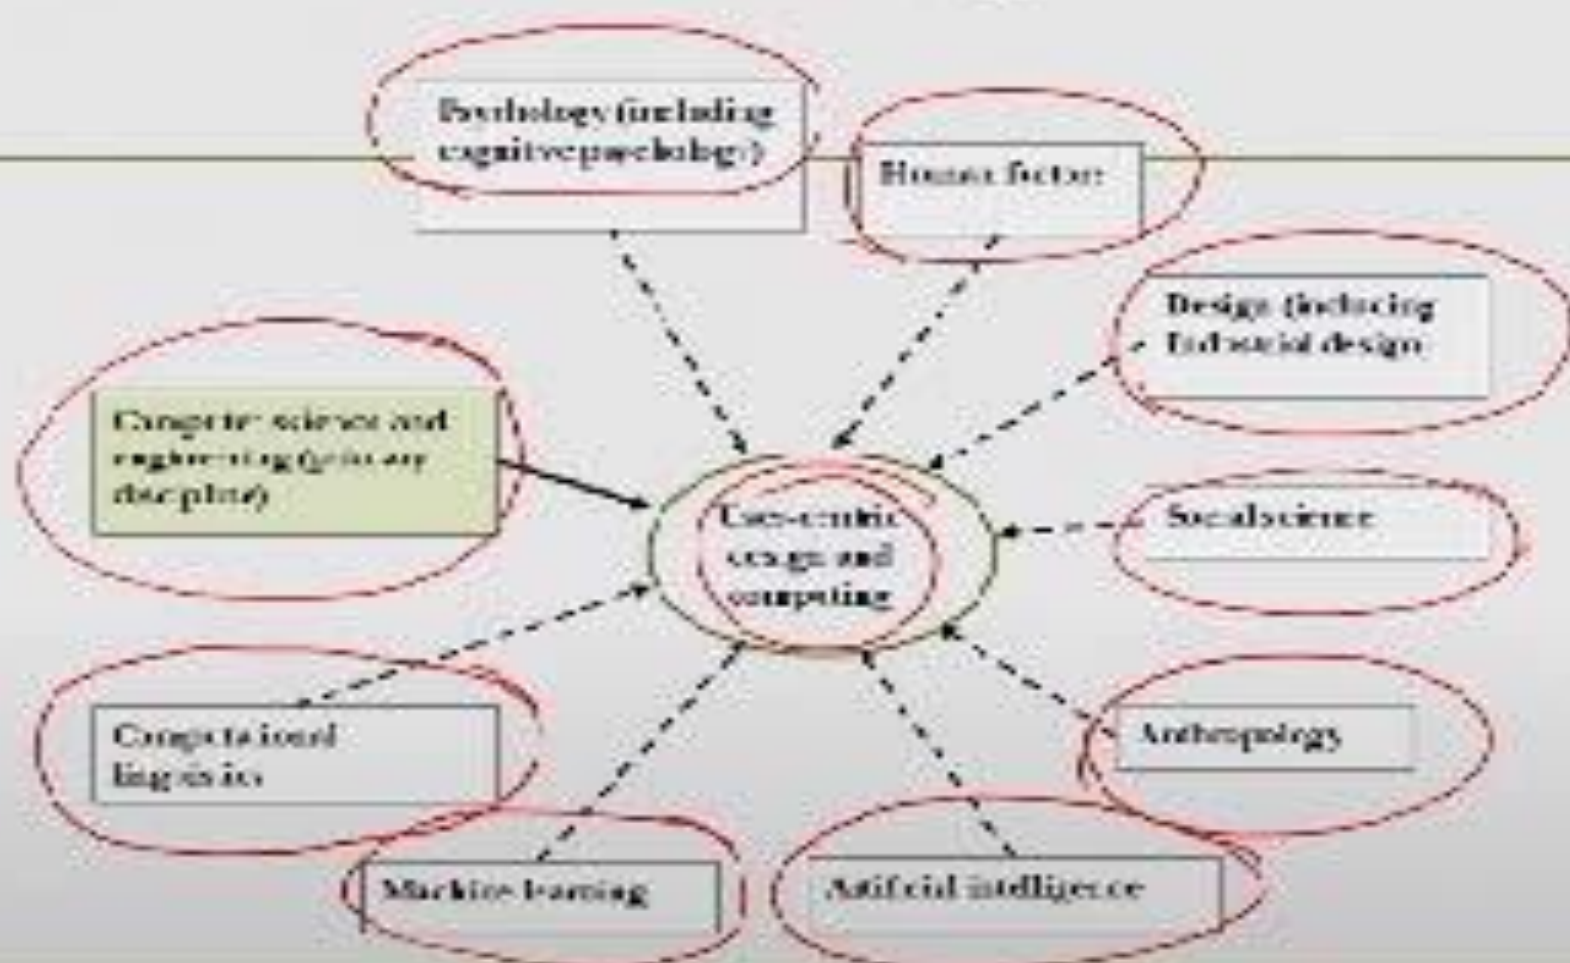 Psychology (including
cognitive psychology)
Human factors
Design (including
Industrial design
Computer science and
engineering (primary
discipline)
User-centric
design and
computing
Social science
Computational
linguistics
Anthropology
Machine learning
Artificial intelligence